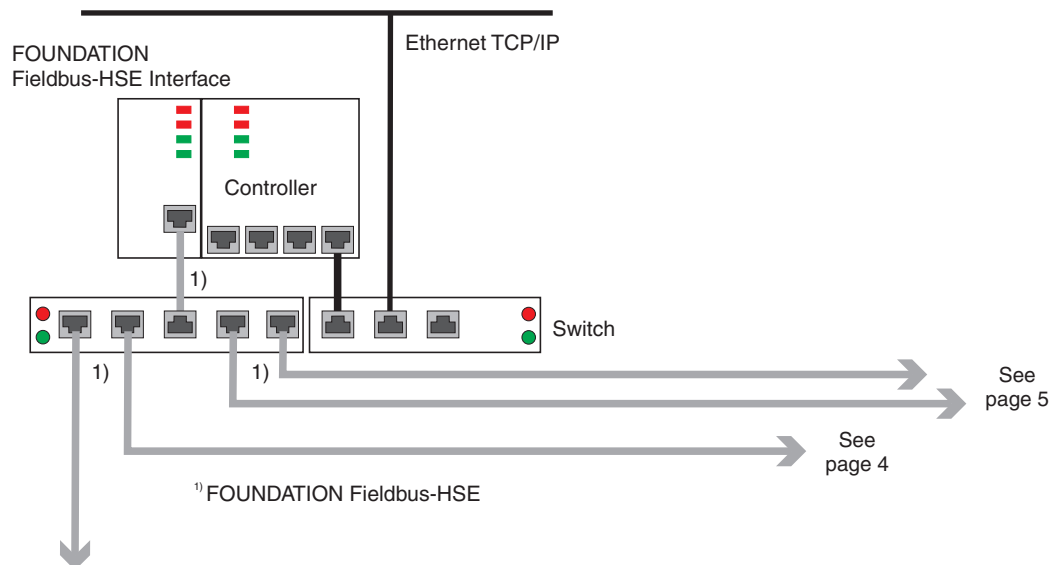 Ethernet TCP/IP
FOUNDATION
Fieldbus-HSE Interface
Controller
1)
Switch
1)
1)
See
page 5
See
page 4
1) FOUNDATION Fieldbus-HSE